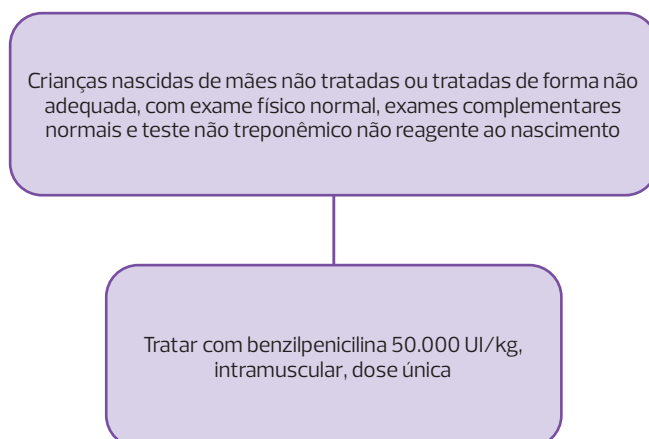 Crianças nascidas de mães não tratadas ou tratadas de forma não
adequada, com exame físico normal, exames complementares
normais e teste não treponêmico não reagente ao nascimento
Tratar com benzilpenicilina 50.000 UI/kg,
intramuscular, dose única